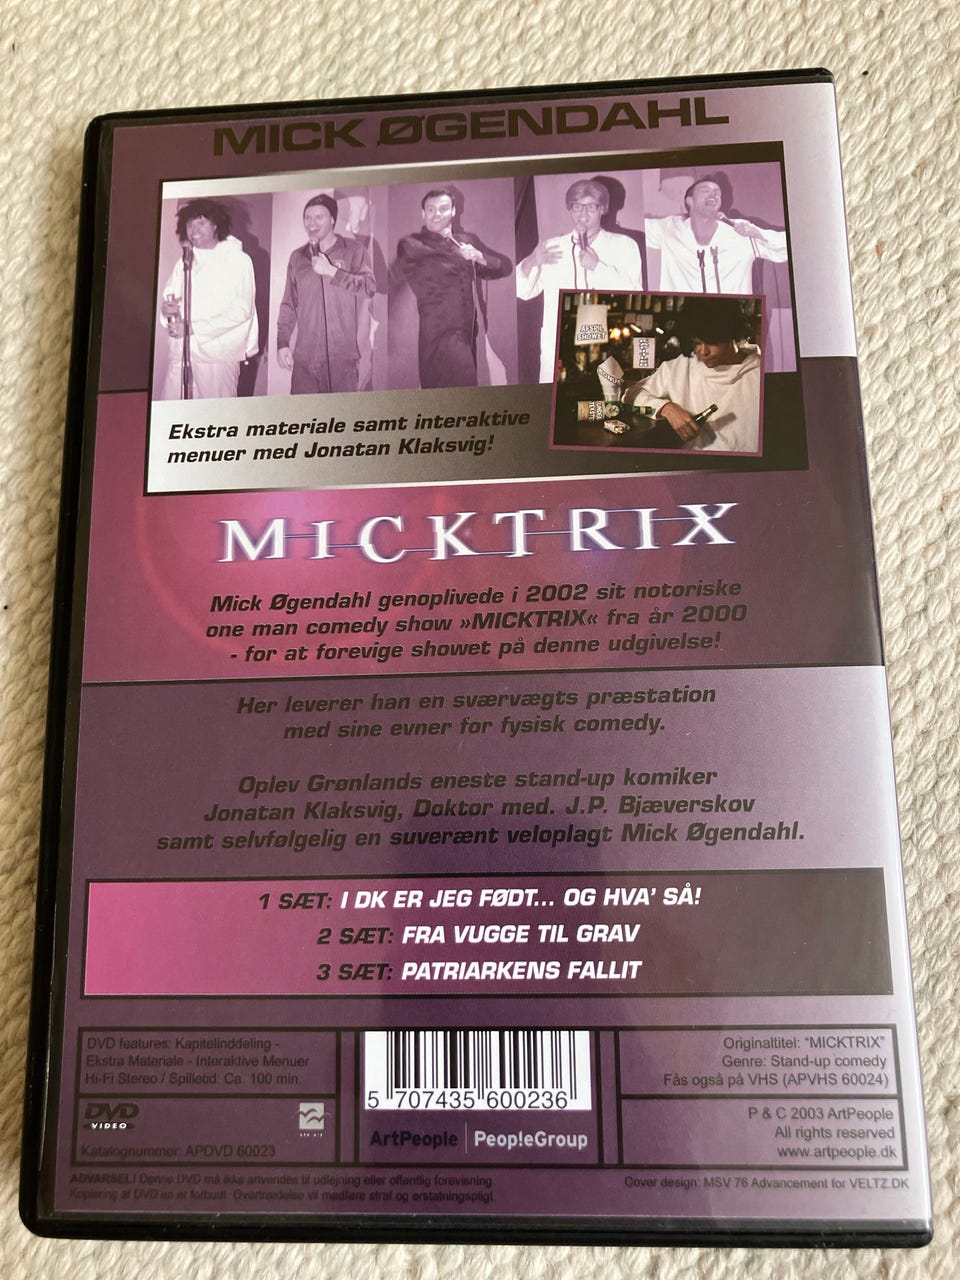 MICK ØGENDAHL
AFSPIL
SHOWET
Ekstra materiale samt interaktive
menuer med Jonatan Klaksvig!
MICKTRIX
Mick Øgendahl genoplivede i 2002 sit notoriske
one man comedy show »MICKTRIX« fra år 2000
- for at forevige showet på denne udgivelse!
Her leverer han en sværvægts præstation
med sine evner for fysisk comedy.
Oplev Grønlands eneste stand-up komiker
Jonatan Klaksvig, Doktor med. J.P. Bjæverskov
samt selvfølgelig en suverænt veloplagt Mick Øgendahl.
1 SÆT: I DK ER JEG FØDT... OG HVA' SÅ!
2 SÆT: FRA VUGGE TIL GRAV
3 SÆT: PATRIARKENS FALLIT
DVD features: Kapitelinddeling -
Ekstra Materiale - Interaktive Menuer
Hi-Fi Stereo / Spilletid: Ca. 100 min.
DVD
VIDEO
Katalognummer: APDVD 60023
5 707435 600236
ArtPeople | Peop!eGroup
Originaltitel: "MICKTRIX"
Genre: Stand-up comedy
Fås også på VHS (APVHS 60024)
P & C 2003 ArtPeople
All rights reserved
www.artpeople.dk
ADVARSEL! Denne DVD må ikke anvendes til udlejning eller offentlig forevisning.
Kopiering af DVD en er forbudt. Overtrædelse vil medføre straf og erstatningspligt.
Cover design: MSV 76 Advancement for VELTZ.DK